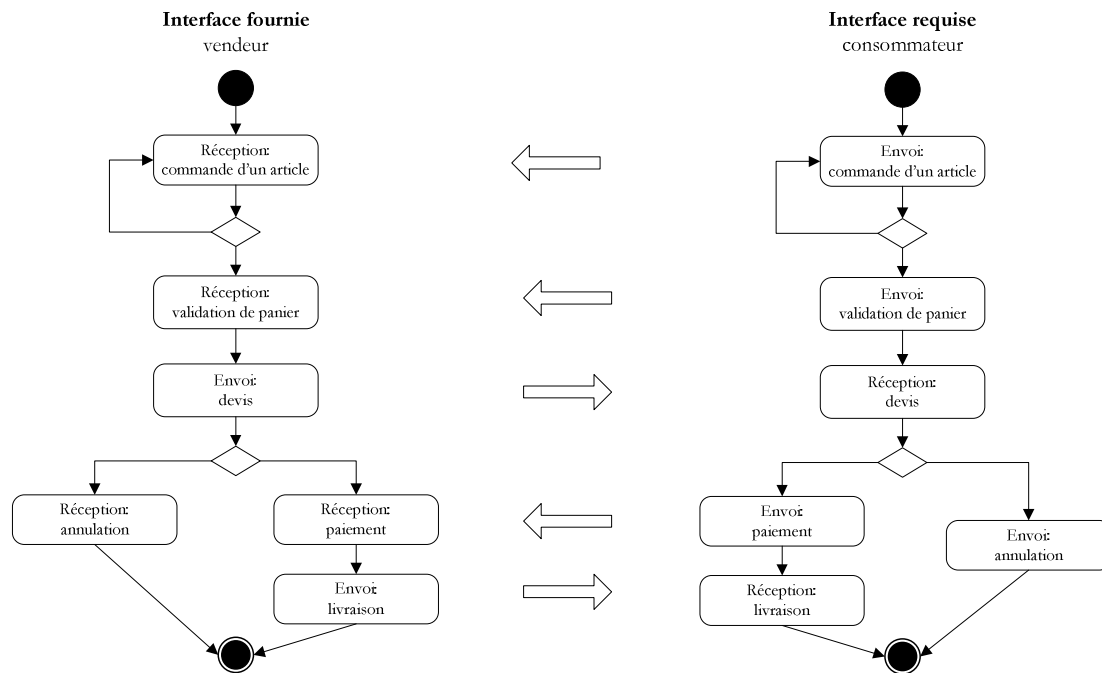 Interface fournie
vendeur
Réception:
commande d'un article
Réception:
validation de panier
Envoi:
devis
Réception:
annulation
Réception:
paiement
Envoi:
livraison
Interface requise
consommateur
Envoi:
commande d'un article
Envoi:
validation de panier
Réception:
devis
Envoi:
paiement
Réception:
livraison
Envoi:
annulation